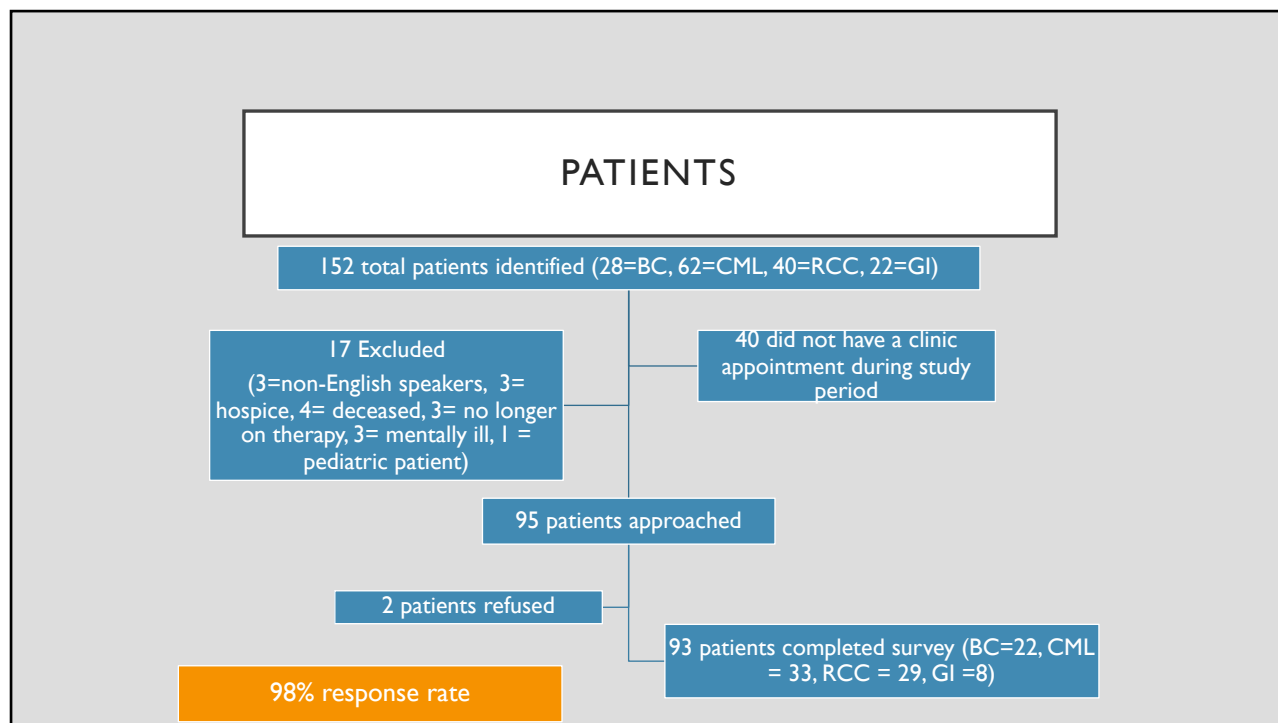 PATIENTS
152 total patients identified (28=BC, 62=CML, 40=RCC, 22=GI)
17 Excluded
(3=non-English speakers, 3=
hospice, 4= deceased, 3= no longer
on therapy, 3= mentally ill, 1 =
pediatric patient)
40 did not have a clinic
appointment during study
period
95 patients approached
2 patients refused
93 patients completed survey (BC=22, CML
= 33, RCC = 29, GI =8)
98% response rate